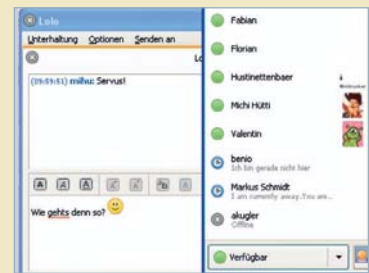 Lolo
Unterhaltung Optionen Senden an
Lo
(09:59:51) mihu: Servus!
Wie gehts denn so?
Fabian
Florian
Hustinettenbaer
Michi Hütti
Valentin
benio
Ich bin gerade nicht hier
Markus Schmidt
I am currently away. You are...
akugler
Offline
Verfügbar